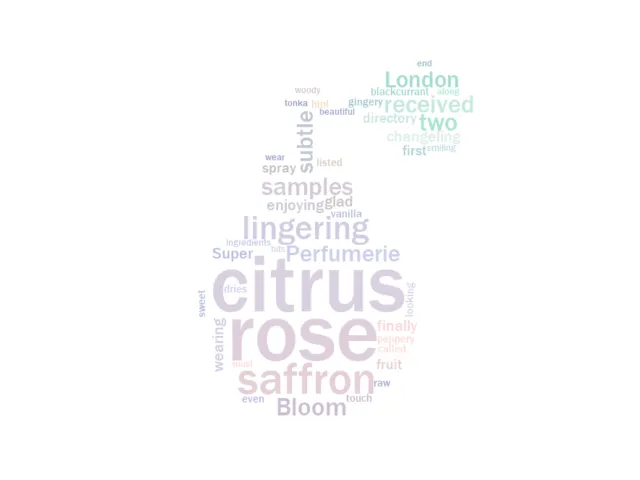 end
London
woody
blackcurrant along
tonka hint gingery received
beautiful
directory two
subtle
changeling
first smiling
wear
spray listed
samples
enjoying glad
vanilla
lingering
ingredients
Super hits Perfumerie
citrus
dries
looking
sweet
rose
finally
wearing
peppery
called
must
fruit
saffron
raw
even touch
Bloom